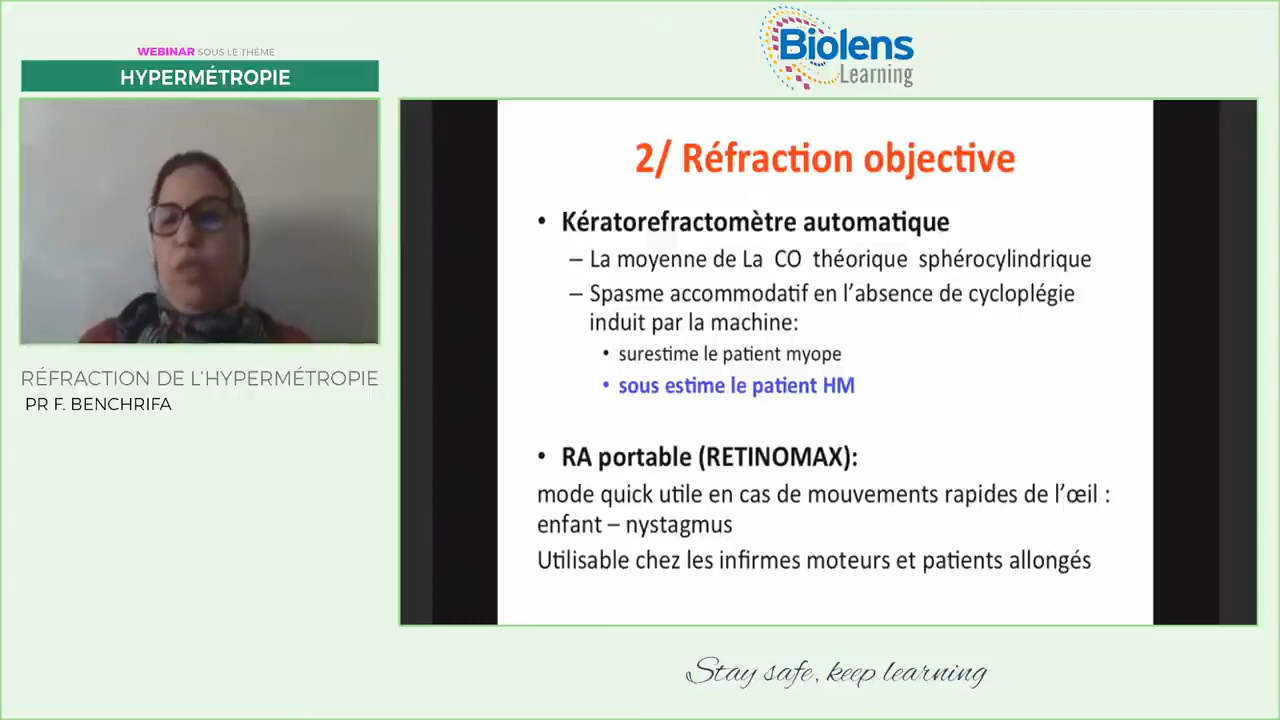 WEBINAR SOUS LE THÈME
HYPERMÉTROPIE
Biolens
Learning
RÉFRACTION DE L'HYPERMÉTROPIE
PR F. BENCHRIFA
2/ Réfraction objective
• Kératorefractomètre automatique
– La moyenne de La CO théorique sphérocylindrique
– Spasme accommodatif en l'absence de cycloplégie
induit par la machine:
• surestime le patient myope
• sous estime le patient HM
• RA portable (RETINOMAX):
mode quick utile en cas de mouvements rapides de l'œil :
enfant – nystagmus
Utilisable chez les infirmes moteurs et patients allongés
Stay safe, keep learning